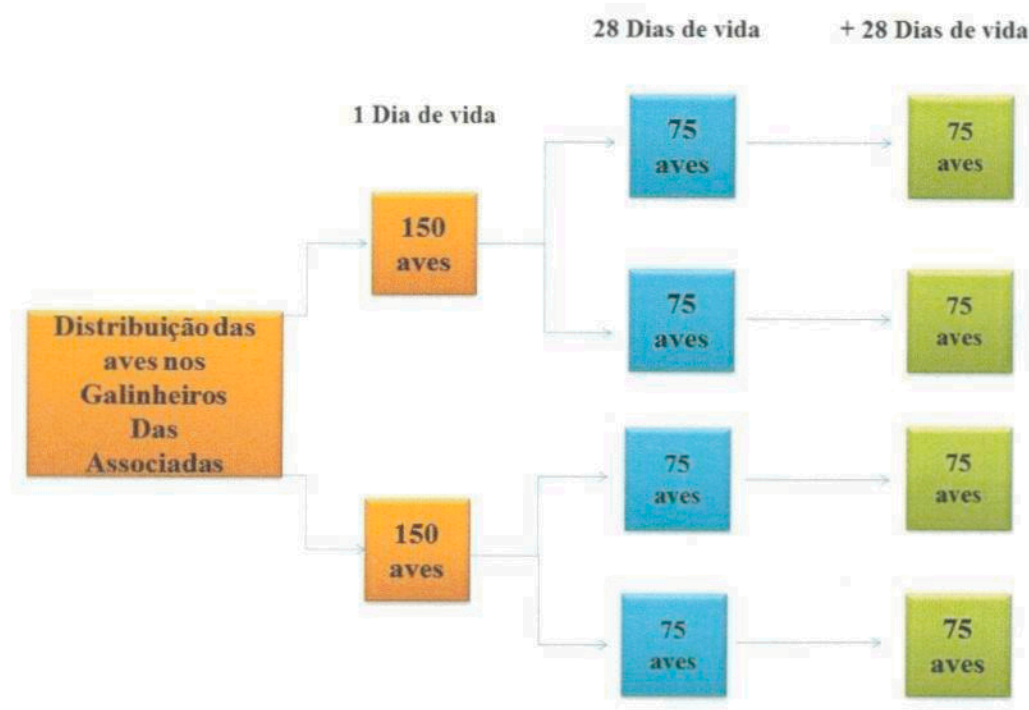 28 Dias de vida
+ 28 Dias de vida
1 Dia de vida
75
aves
75
aves
150
aves
75
aves
75
aves
Distribuição das
aves nos
Galinheiros
Das
Associadas
75
aves
75
aves
150
aves
75
aves
75
aves